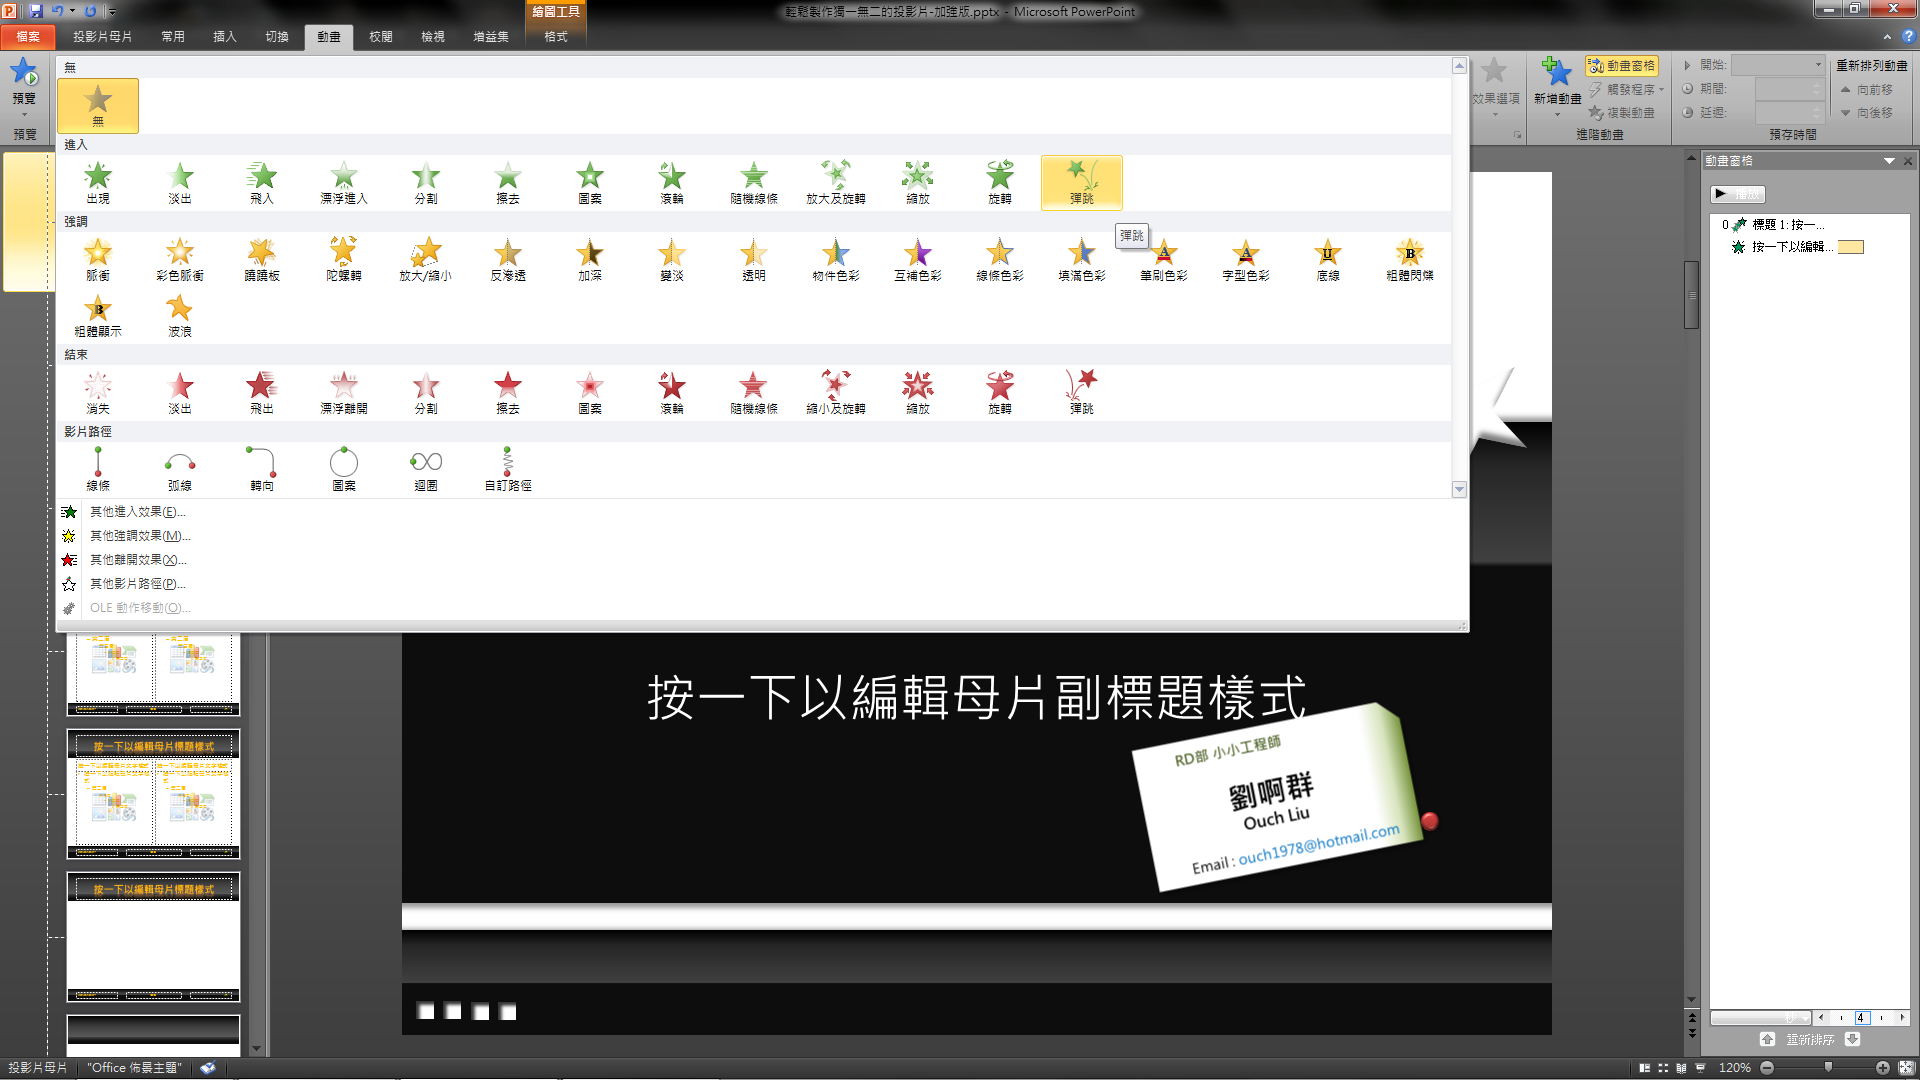 輕鬆製作獨一無二的投影片-加強版.pptx - Microsoft PowerPoint
繪圖工具
檔案 投影片母片 常用 插入 切換 動畫 校閱 檢視 增益集 格式
預覽
預覽
無
無
進入
出現 淡出 飛入 漂浮進入 分割 擦去 圖案 滾輪 隨機線條 放大及旋轉 縮放 旋轉 彈跳
彈跳
強調
脈衝 彩色脈衝 蹺蹺板 陀螺轉 放大/縮小 反滲透 加深 變淡 透明 物件色彩 互補色彩 線條色彩 填滿色彩 筆刷色彩 字型色彩 底線 粗體閃爍
粗體顯示 波浪
結束
消失 淡出 飛出 漂浮離開 分割 擦去 圖案 滾輪 隨機線條 縮小及旋轉 縮放 旋轉 彈跳
影片路徑
線條 弧線 轉向 圖案 迴圈 自訂路徑
其他進入效果(E)...
其他強調效果(M)...
其他離開效果(X)...
其他影片路徑(P)...
OLE 動作移動(O)...
效果選項
新增動畫
動畫窗格
觸發程序
複製動畫
進階動畫
開始:
期間:
延遲:
重新排列動畫
向前移
向後移
預存時間
動畫窗格
播放
0 標題 1: 按一...
按一下以編輯...
秒
4
重新排序
按一下以編輯母片標題樣式
按一下以編輯母片標題樣式
按一下以編輯母片副標題樣式
RD部 小小工程師
劉啊群
Ouch Liu
Email : ouch1978@hotmail.com
投影片母片 "Office 佈景主題" 120%